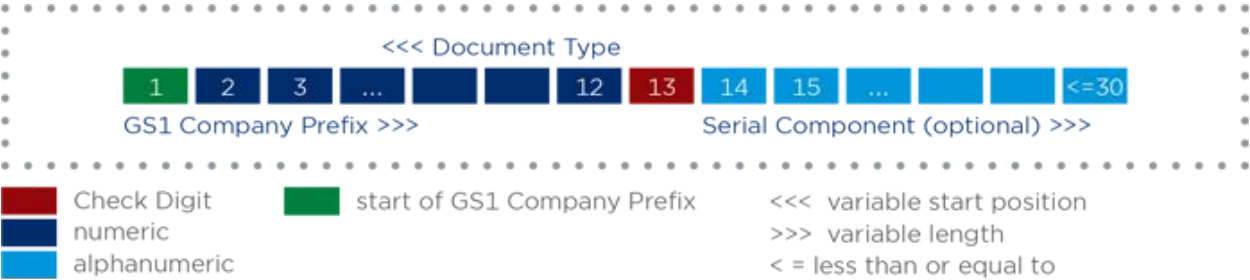 <<< Document Type
1 2 3 ... 12 13 14 15 ... <=30
GS1 Company Prefix >>> Serial Component (optional) >>>
Check Digit start of GS1 Company Prefix <<< variable start position
numeric >>> variable length
alphanumeric < = less than or equal to